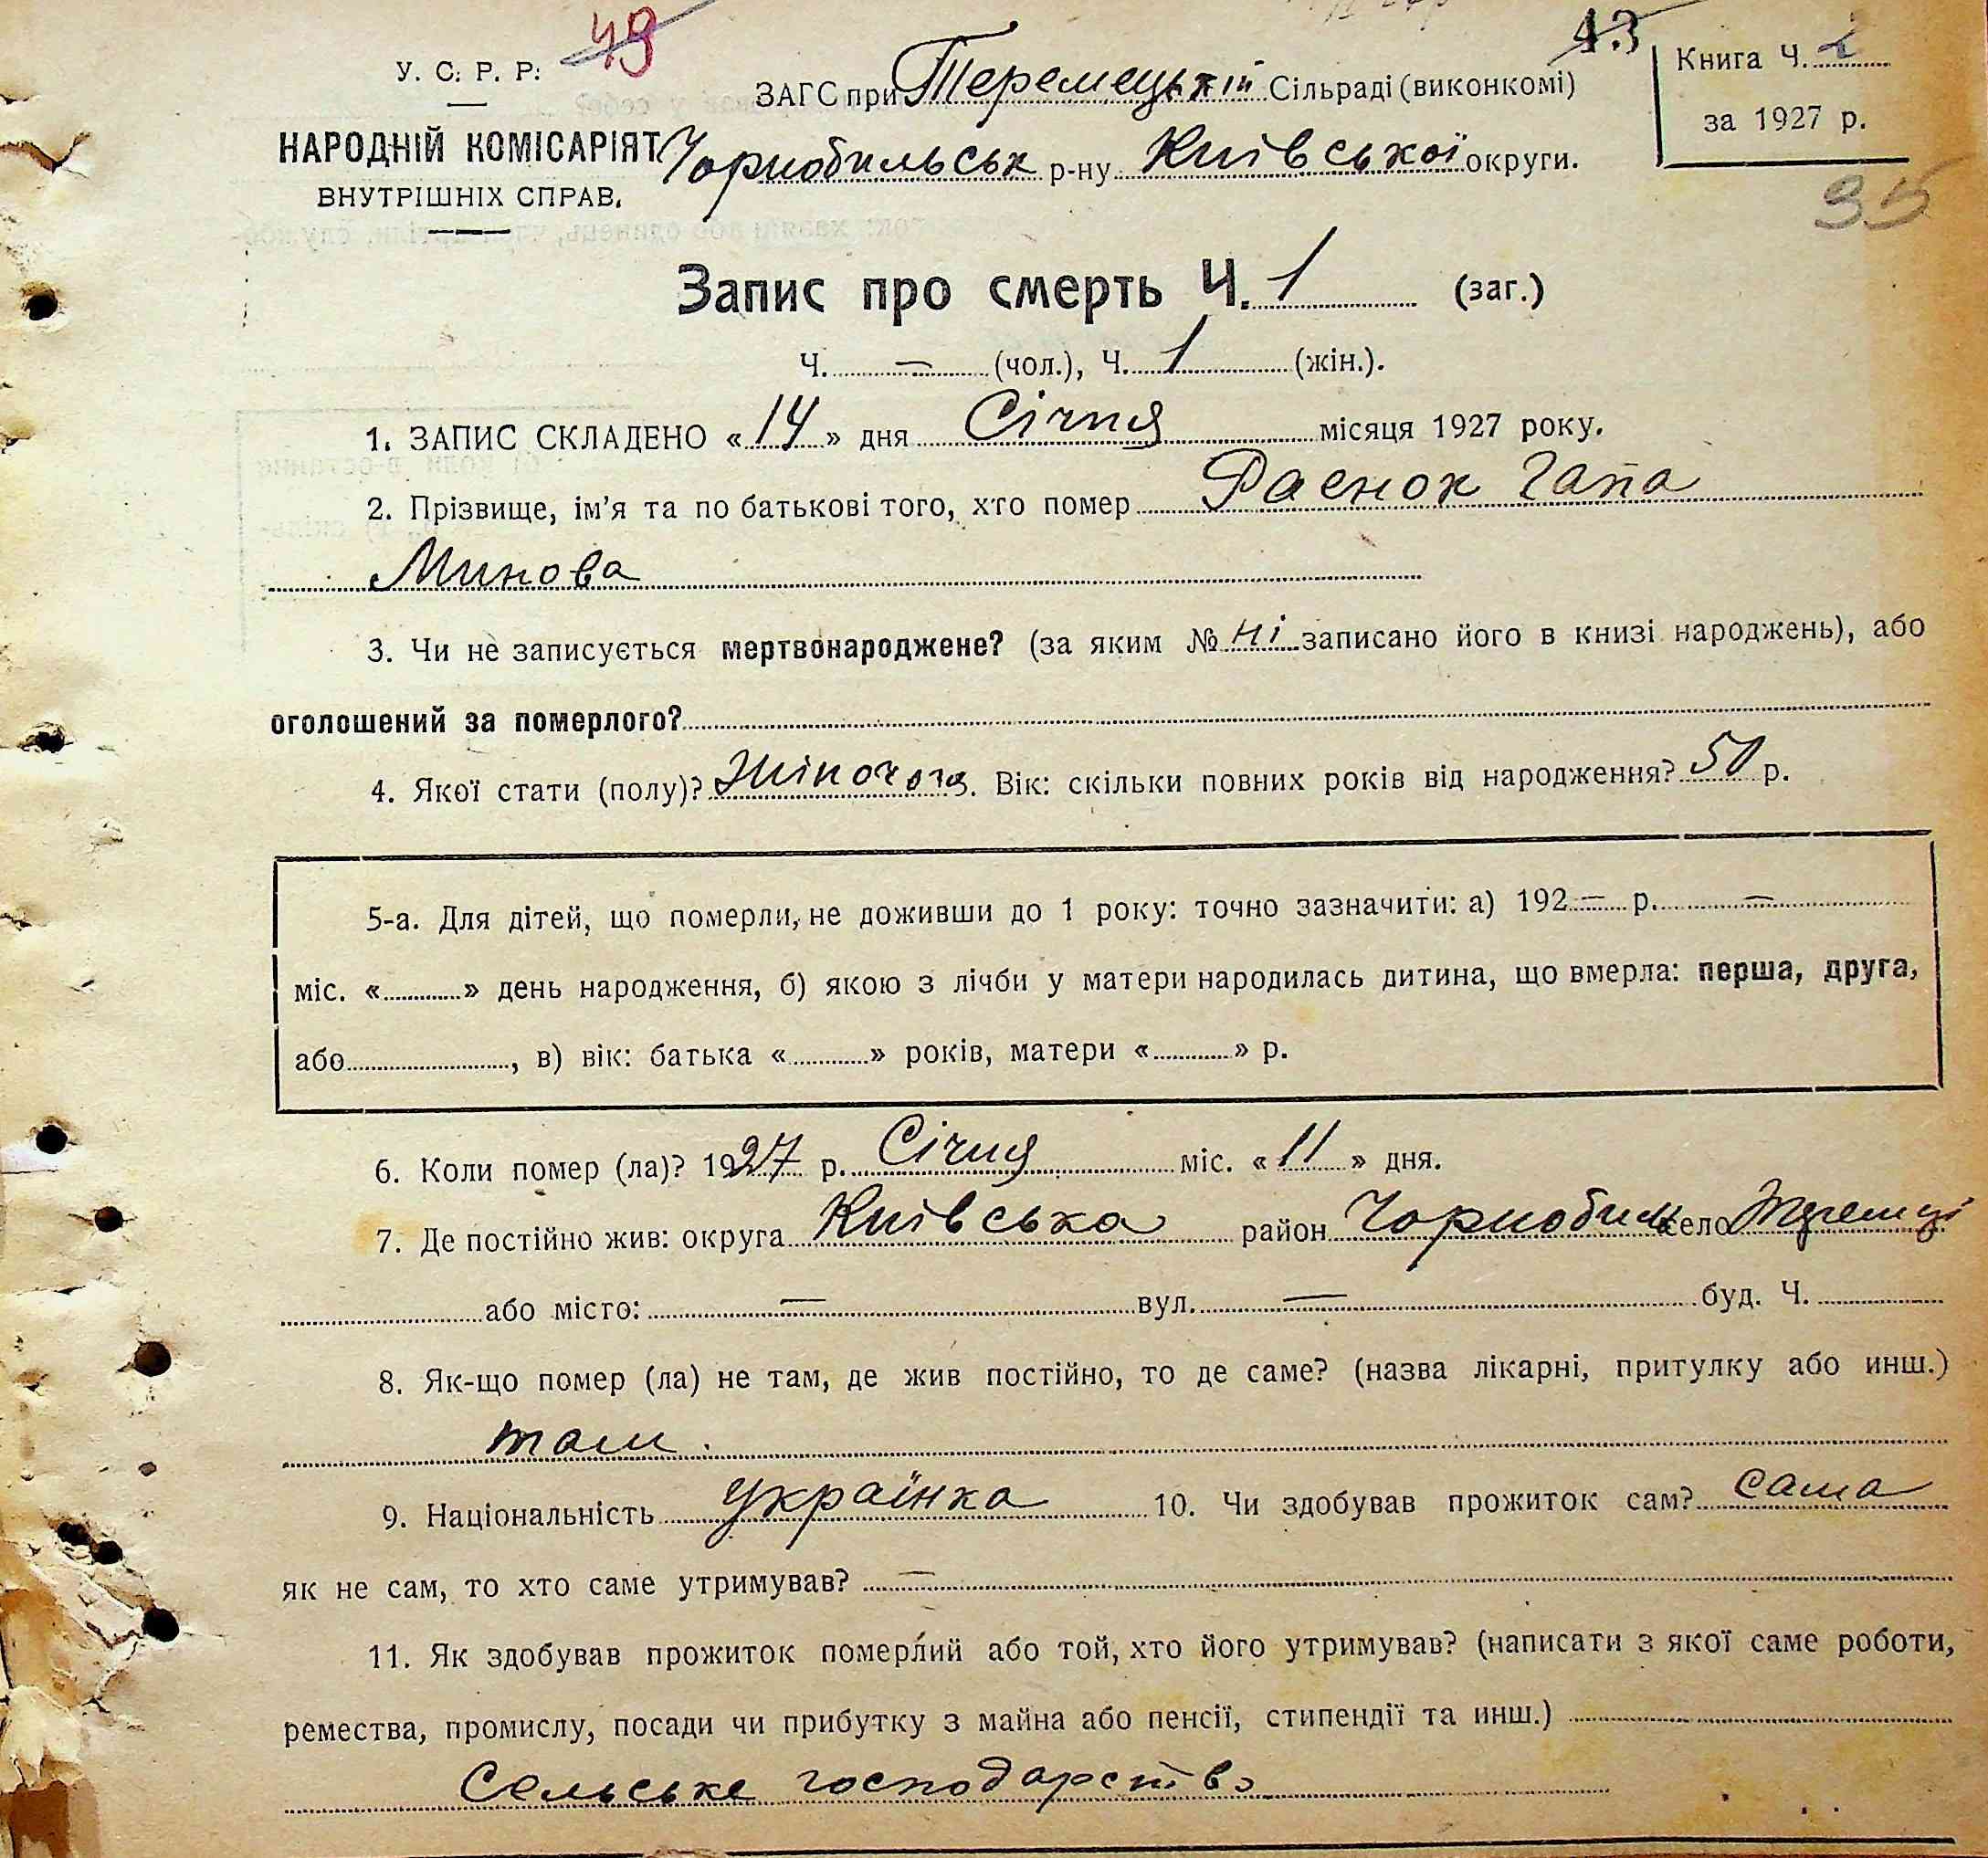 49
43
У. С. Р. Р.
ЗАГС при Теремецькій Сільраді (виконкомі)
Книга Ч. 2
за 1927 р.
НАРОДНІЙ КОМІСАРІЯТ
Чорнобильськ р-ну Київської округи.
ВНУТРІШНІХ СПРАВ.
35
Запис про смерть Ч. 1 (заг.)
Ч. — (чол.), Ч. 1 (жін.).
1. ЗАПИС СКЛАДЕНО « 14 » дня Січня місяця 1927 року.
2. Прізвище, ім'я та по батькові того, хто помер Раенок Гапа
Минова
3. Чи не записується мертвонароджене? (за яким № ні записано його в книзі народжень), або
оголошений за померлого?
4. Якої стати (полу)? Жіночоя. Вік: скільки повних років від народження? 50 р.
5-а. Для дітей, що померли, не доживши до 1 року: точно зазначити: а) 192 — р. —
міс. «......» день народження, б) якою з лічби у матери народилась дитина, що вмерла: перша, друга,
або......, в) вік: батька «......» років, матери «......» р.
6. Коли помер (ла)? 1927 р. Січня міс. « 11 » дня.
7. Де постійно жив: округа Київська район Чорнобиль село
або місто: — вул. — буд. Ч.
8. Як-що помер (ла) не там, де жив постійно, то де саме? (назва лікарні, притулку або инш.)
там.
9. Національність українка 10. Чи здобував прожиток сам? сама
як не сам, то хто саме утримував? —
11. Як здобував прожиток померлий або той, хто його утримував? (написати з якої саме роботи,
ремества, промислу, посади чи прибутку з майна або пенсії, стипендії та инш.)
Сельське господарство